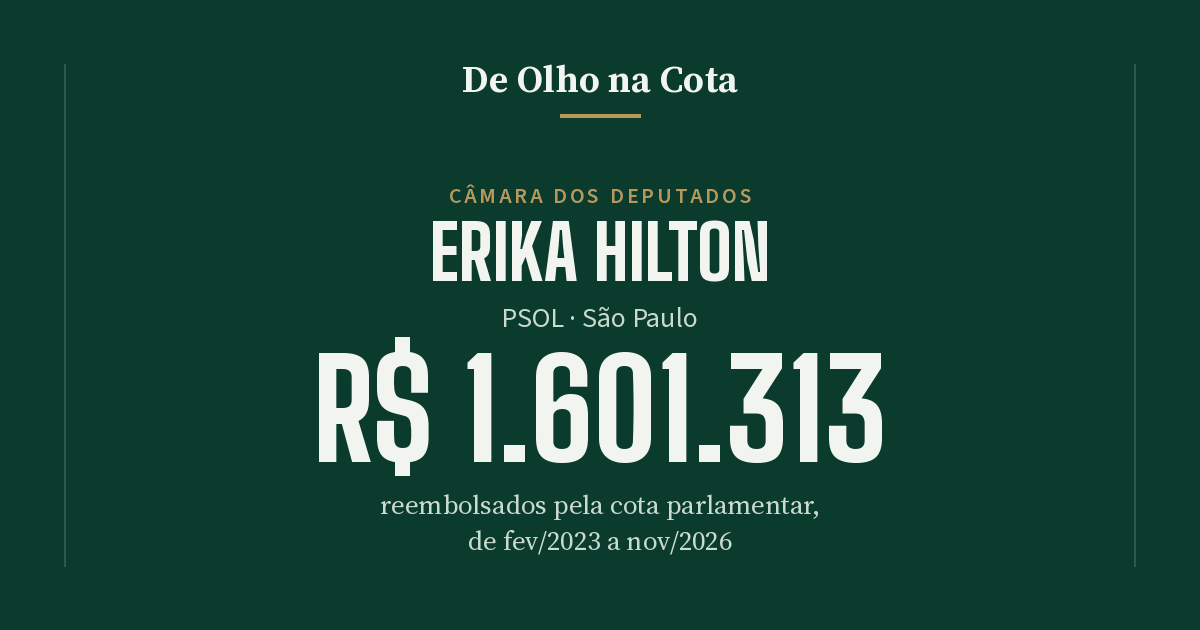 De Olho na Cota
CÂMARA DOS DEPUTADOS
ERIKA HILTON
PSOL · São Paulo
R$ 1.601.313
reembolsados pela cota parlamentar,
de fev/2023 a nov/2026